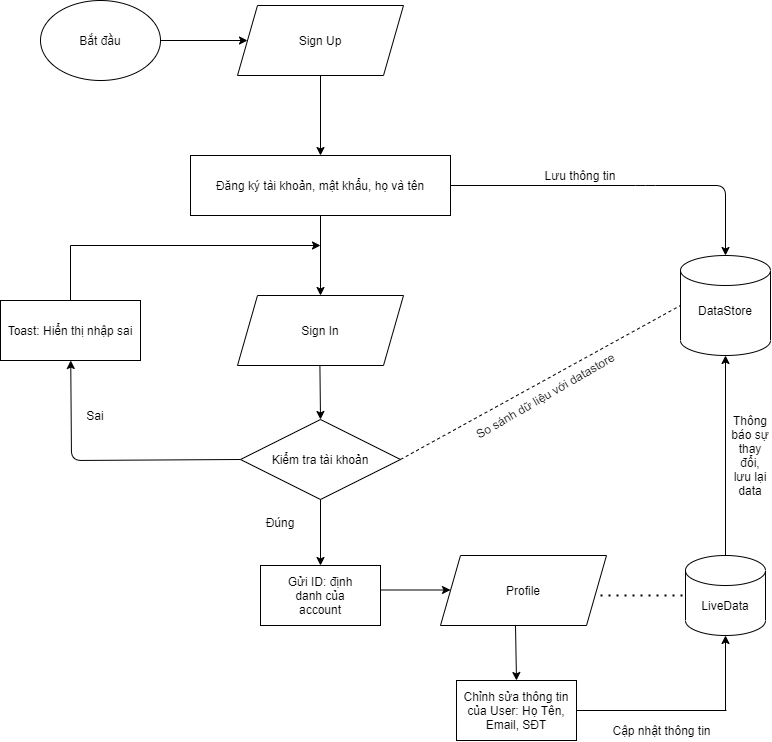 Bắt đầu
Sign Up
Đăng ký tài khoản, mật khẩu, họ và tên
Lưu thông tin
DataStore
Toast: Hiển thị nhập sai
Sign In
So sánh dữ liệu với datastore
Sai
Kiểm tra tài khoản
Thông
báo sự
thay
đổi,
lưu lại
data
Đúng
Gửi ID: định
danh của
account
Profile
LiveData
Chỉnh sửa thông tin
của User: Họ Tên,
Email, SĐT
Cập nhật thông tin